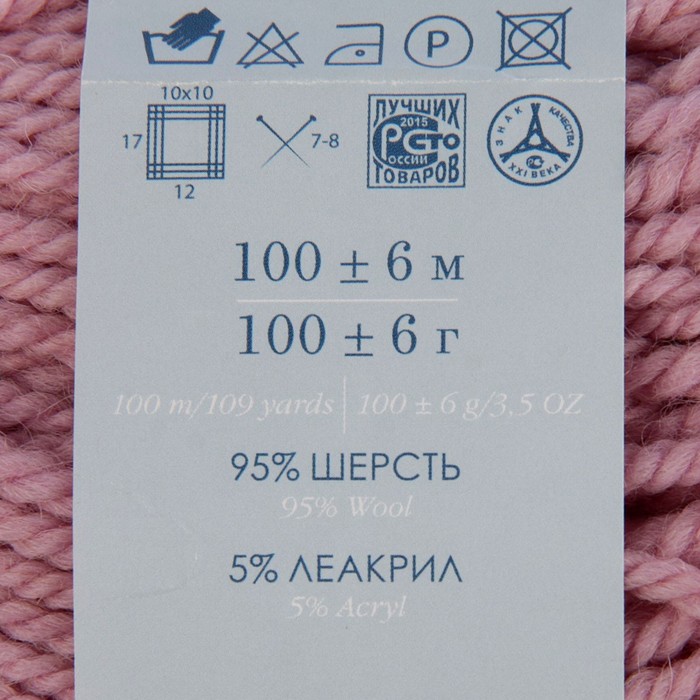 P
10x10
17
7-8
12
ЛУЧШИХ
2015
РСТО
РОССИИ
ТОВАРОВ
ЗНАК КАЧЕСТВА
XXI ВЕКА
100 ± 6 м
100 ± 6 г
100 m/109 yards | 100 ± 6 g/3,5 OZ
95% ШЕРСТЬ
95% Wool
5% ЛЕАКРИЛ
5% Acryl